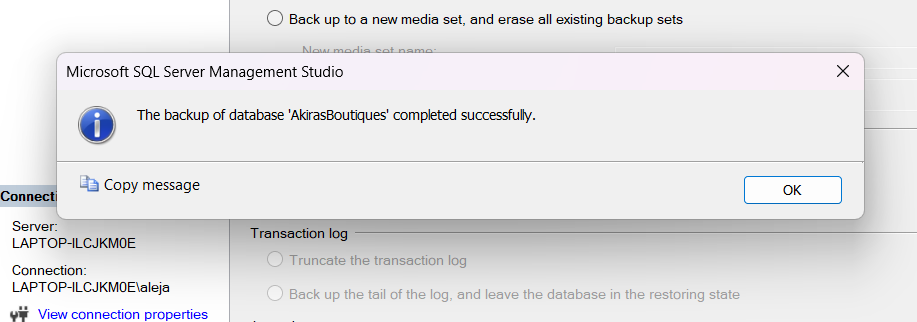 Back up to a new media set, and erase all existing backup sets
New media set name:
Microsoft SQL Server Management Studio
The backup of database 'AkirasBoutiques' completed successfully.
Copy message
OK
Connecti
Server:
LAPTOP-ILCJKM0E
Connection:
LAPTOP-ILCJKM0E\aleja
View connection properties
Transaction log
Truncate the transaction log
Back up the tail of the log, and leave the database in the restoring state